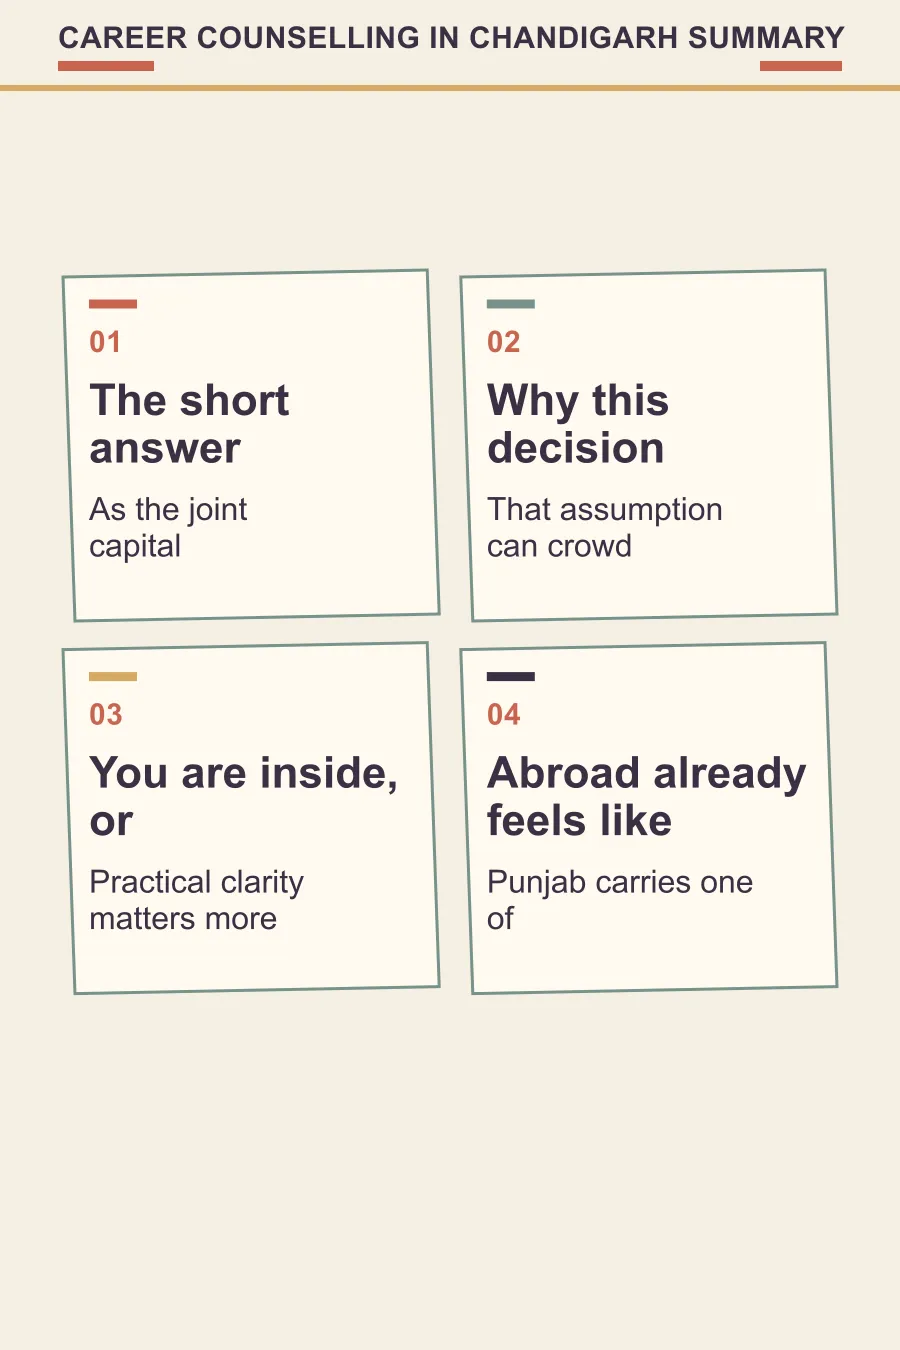 CAREER COUNSELLING IN CHANDIGARH SUMMARY
01
The short
answer
As the joint
capital
02
Why this
decision
That assumption
can crowd
03
You are inside,
or
Practical clarity
matters more
04
Abroad already
feels like
Punjab carries one
of